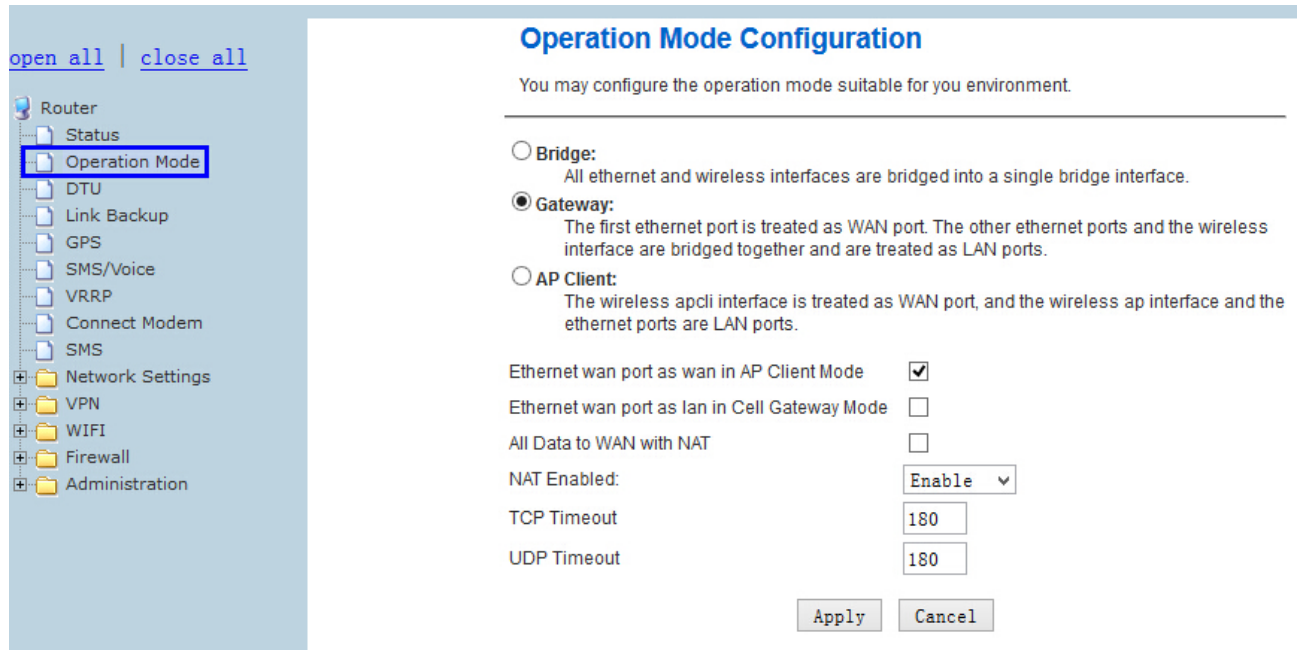 open all | close all
Router
Status
Operation Mode
DTU
Link Backup
GPS
SMS/Voice
VRRP
Connect Modem
SMS
Network Settings
VPN
WIFI
Firewall
Administration
Operation Mode Configuration
You may configure the operation mode suitable for you environment.
Bridge:
All ethernet and wireless interfaces are bridged into a single bridge interface.
Gateway:
The first ethernet port is treated as WAN port. The other ethernet ports and the wireless
interface are bridged together and are treated as LAN ports.
AP Client:
The wireless apcli interface is treated as WAN port, and the wireless ap interface and the
ethernet ports are LAN ports.
Ethernet wan port as wan in AP Client Mode
Ethernet wan port as lan in Cell Gateway Mode
All Data to WAN with NAT
NAT Enabled: Enable
TCP Timeout 180
UDP Timeout 180
Apply Cancel